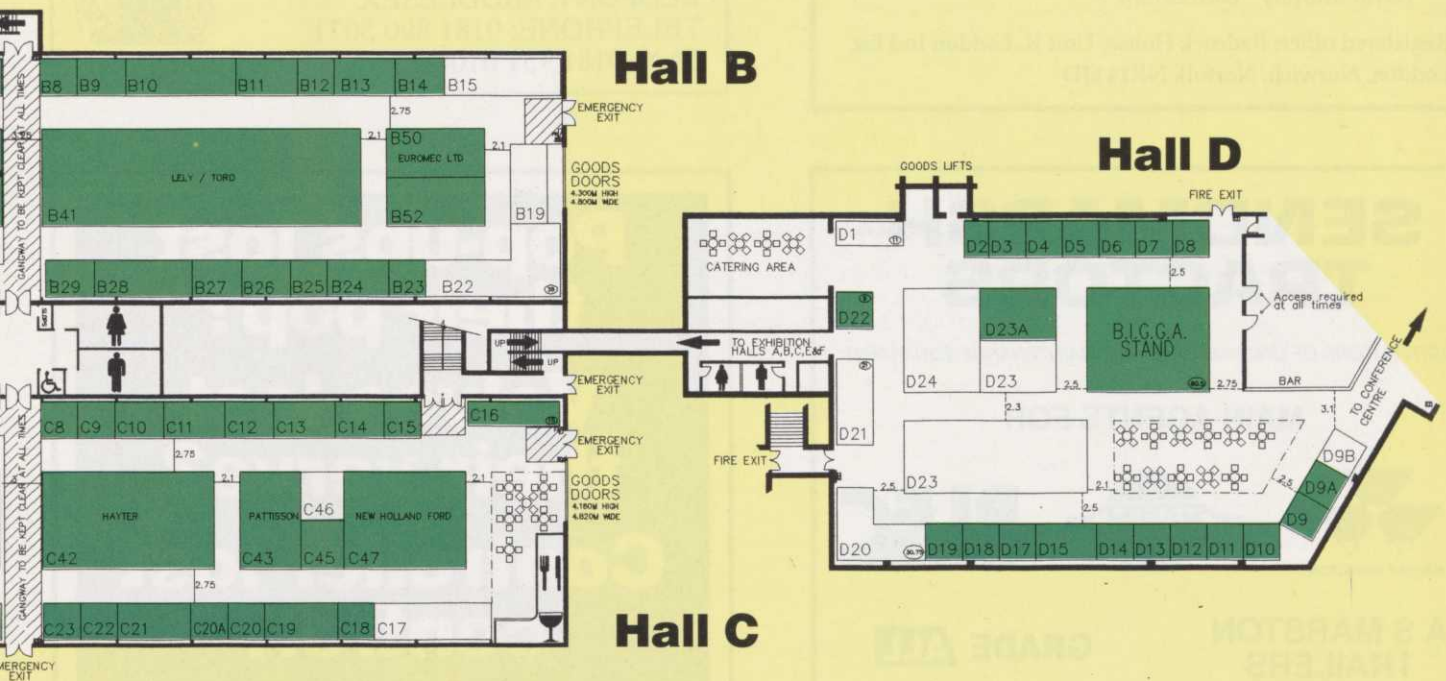 Hall B
B8 B9 B10 B11 B12 B13 B14 B15
2.75
EMERGENCY
EXIT
GANGWAY TO BE KEPT CLEAR AT ALL TIMES
2.1
B50
EUROMEC LTD
2.1
LELY / TORO
GOODS
DOORS
4.300M HIGH
4.800M WIDE
B41
B52
B19
B29 B28 B27 B26 B25 B24 B23 B22
UP
UP
EMERGENCY
EXIT
GANGWAY TO BE KEPT CLEAR AT ALL TIMES
C8 C9 C10 C11 C12 C13 C14 C15
C16
EMERGENCY
EXIT
2.75
2.1
2.1
HAYTER
PATTISSON
C46
NEW HOLLAND FORD
GOODS
DOORS
4.180M HIGH
4.820M WIDE
C42
C43
C45
C47
2.75
C23 C22 C21 C20A C20 C19 C18 C17
Hall C
EMERGENCY
EXIT
Hall D
GOODS LIFTS
FIRE EXIT
D1
D2 D3 D4 D5 D6 D7 D8
CATERING AREA
2.5
Access required
at all times
D22
D23A
B.I.G.G.A.
STAND
TO EXHIBITION
HALLS A,B,C,E&F
D24
D23
2.5
2.75
BAR
TO CONFERENCE
CENTRE
2.3
3.1
D21
D9B
FIRE EXIT
D23
2.5
2.1
2.5
D9A
D9
2.5
D20
D19 D18 D17 D15 D14 D13 D12 D11 D10